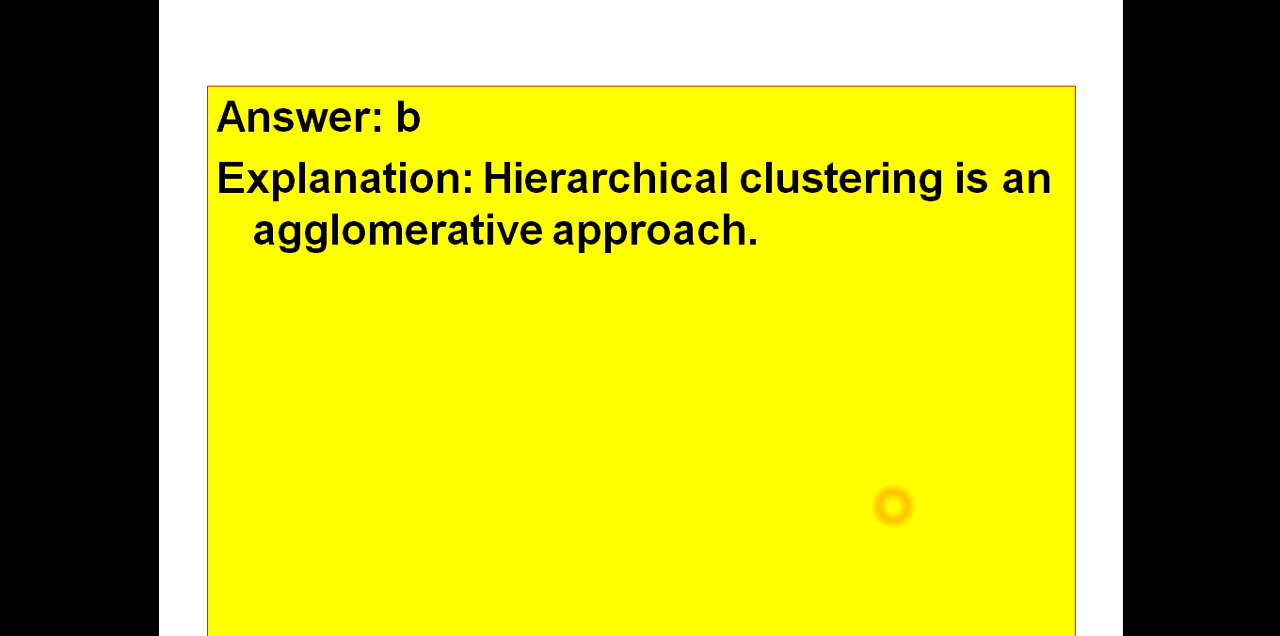 Answer: b
Explanation: Hierarchical clustering is an
agglomerative approach.